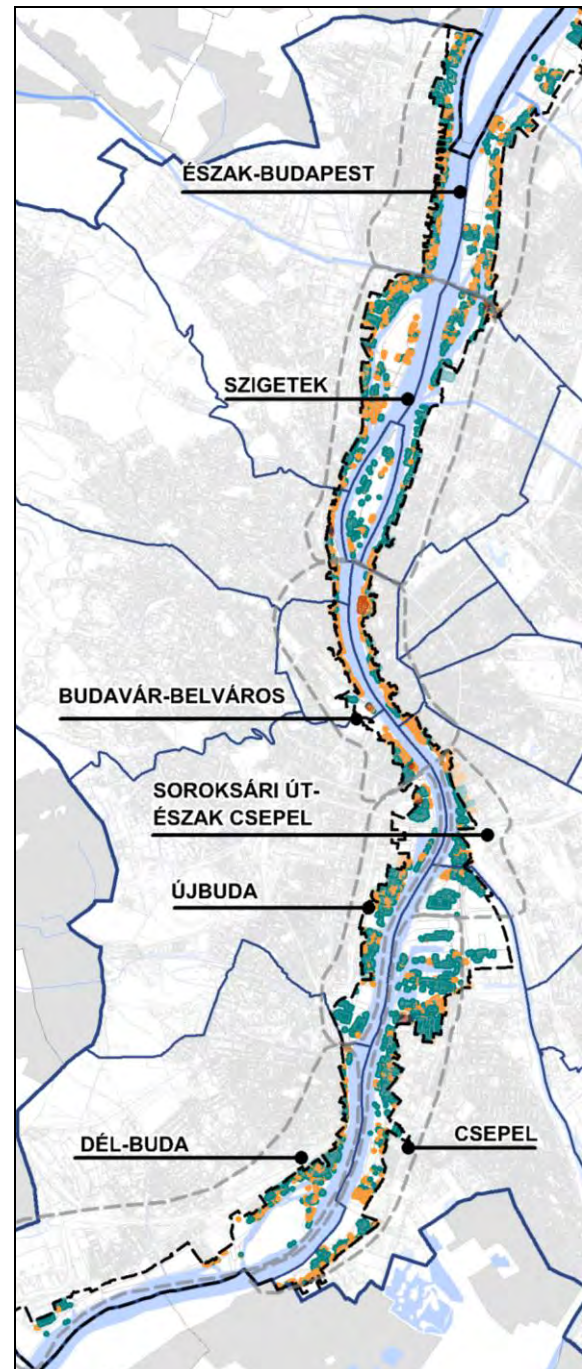 ÉSZAK-BUDAPEST
SZIGETEK
BUDAVÁR-BELVÁROS
SOROKSÁRI ÚT-
ÉSZAK CSEPEL
ÚJBUDA
DÉL-BUDA
CSEPEL